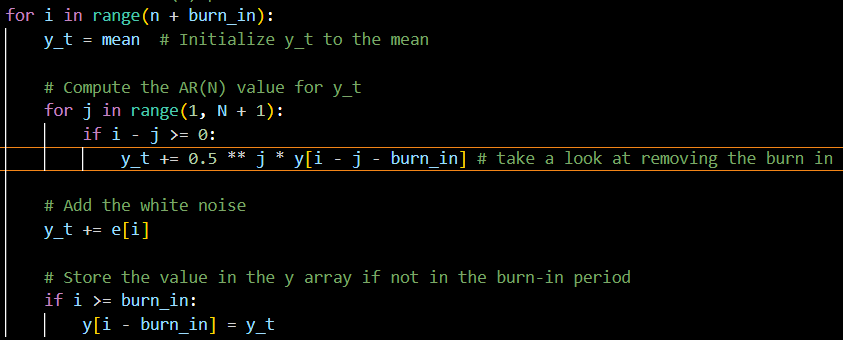 for i in range(n + burn_in):
y_t = mean # Initialize y_t to the mean
# Compute the AR(N) value for y_t
for j in range(1, N + 1):
if i - j >= 0:
y_t += 0.5 ** j * y[i - j - burn_in] # take a look at removing the burn in
# Add the white noise
y_t += e[i]
# Store the value in the y array if not in the burn-in period
if i >= burn_in:
y[i - burn_in] = y_t